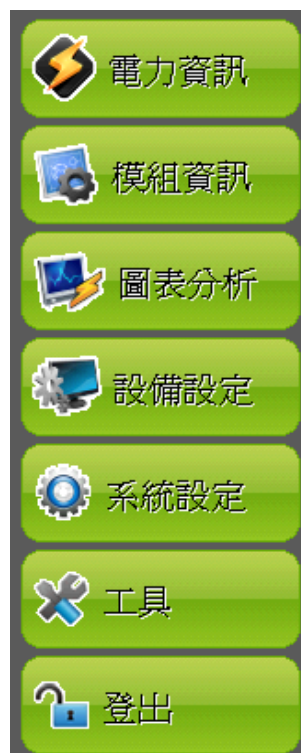 電力資訊
模組資訊
圖表分析
設備設定
系統設定
工具
登出